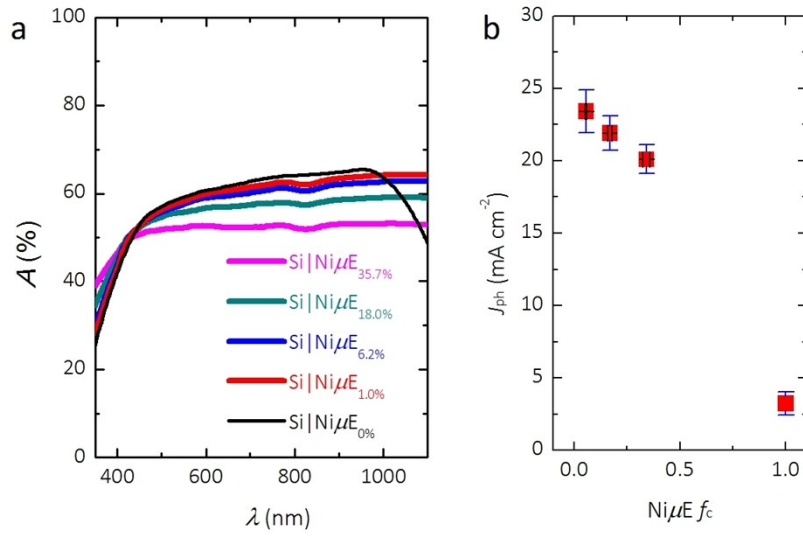 a
100
80
60
40
20
0
A (%)
400
600
800
1000
λ (nm)
Si|NiμE35.7%
Si|NiμE18.0%
Si|NiμE6.2%
Si|NiμE1.0%
Si|NiμE0%
b
30
25
20
15
10
5
0
Jph (mA cm-2)
0.0
0.5
1.0
NiμE fc